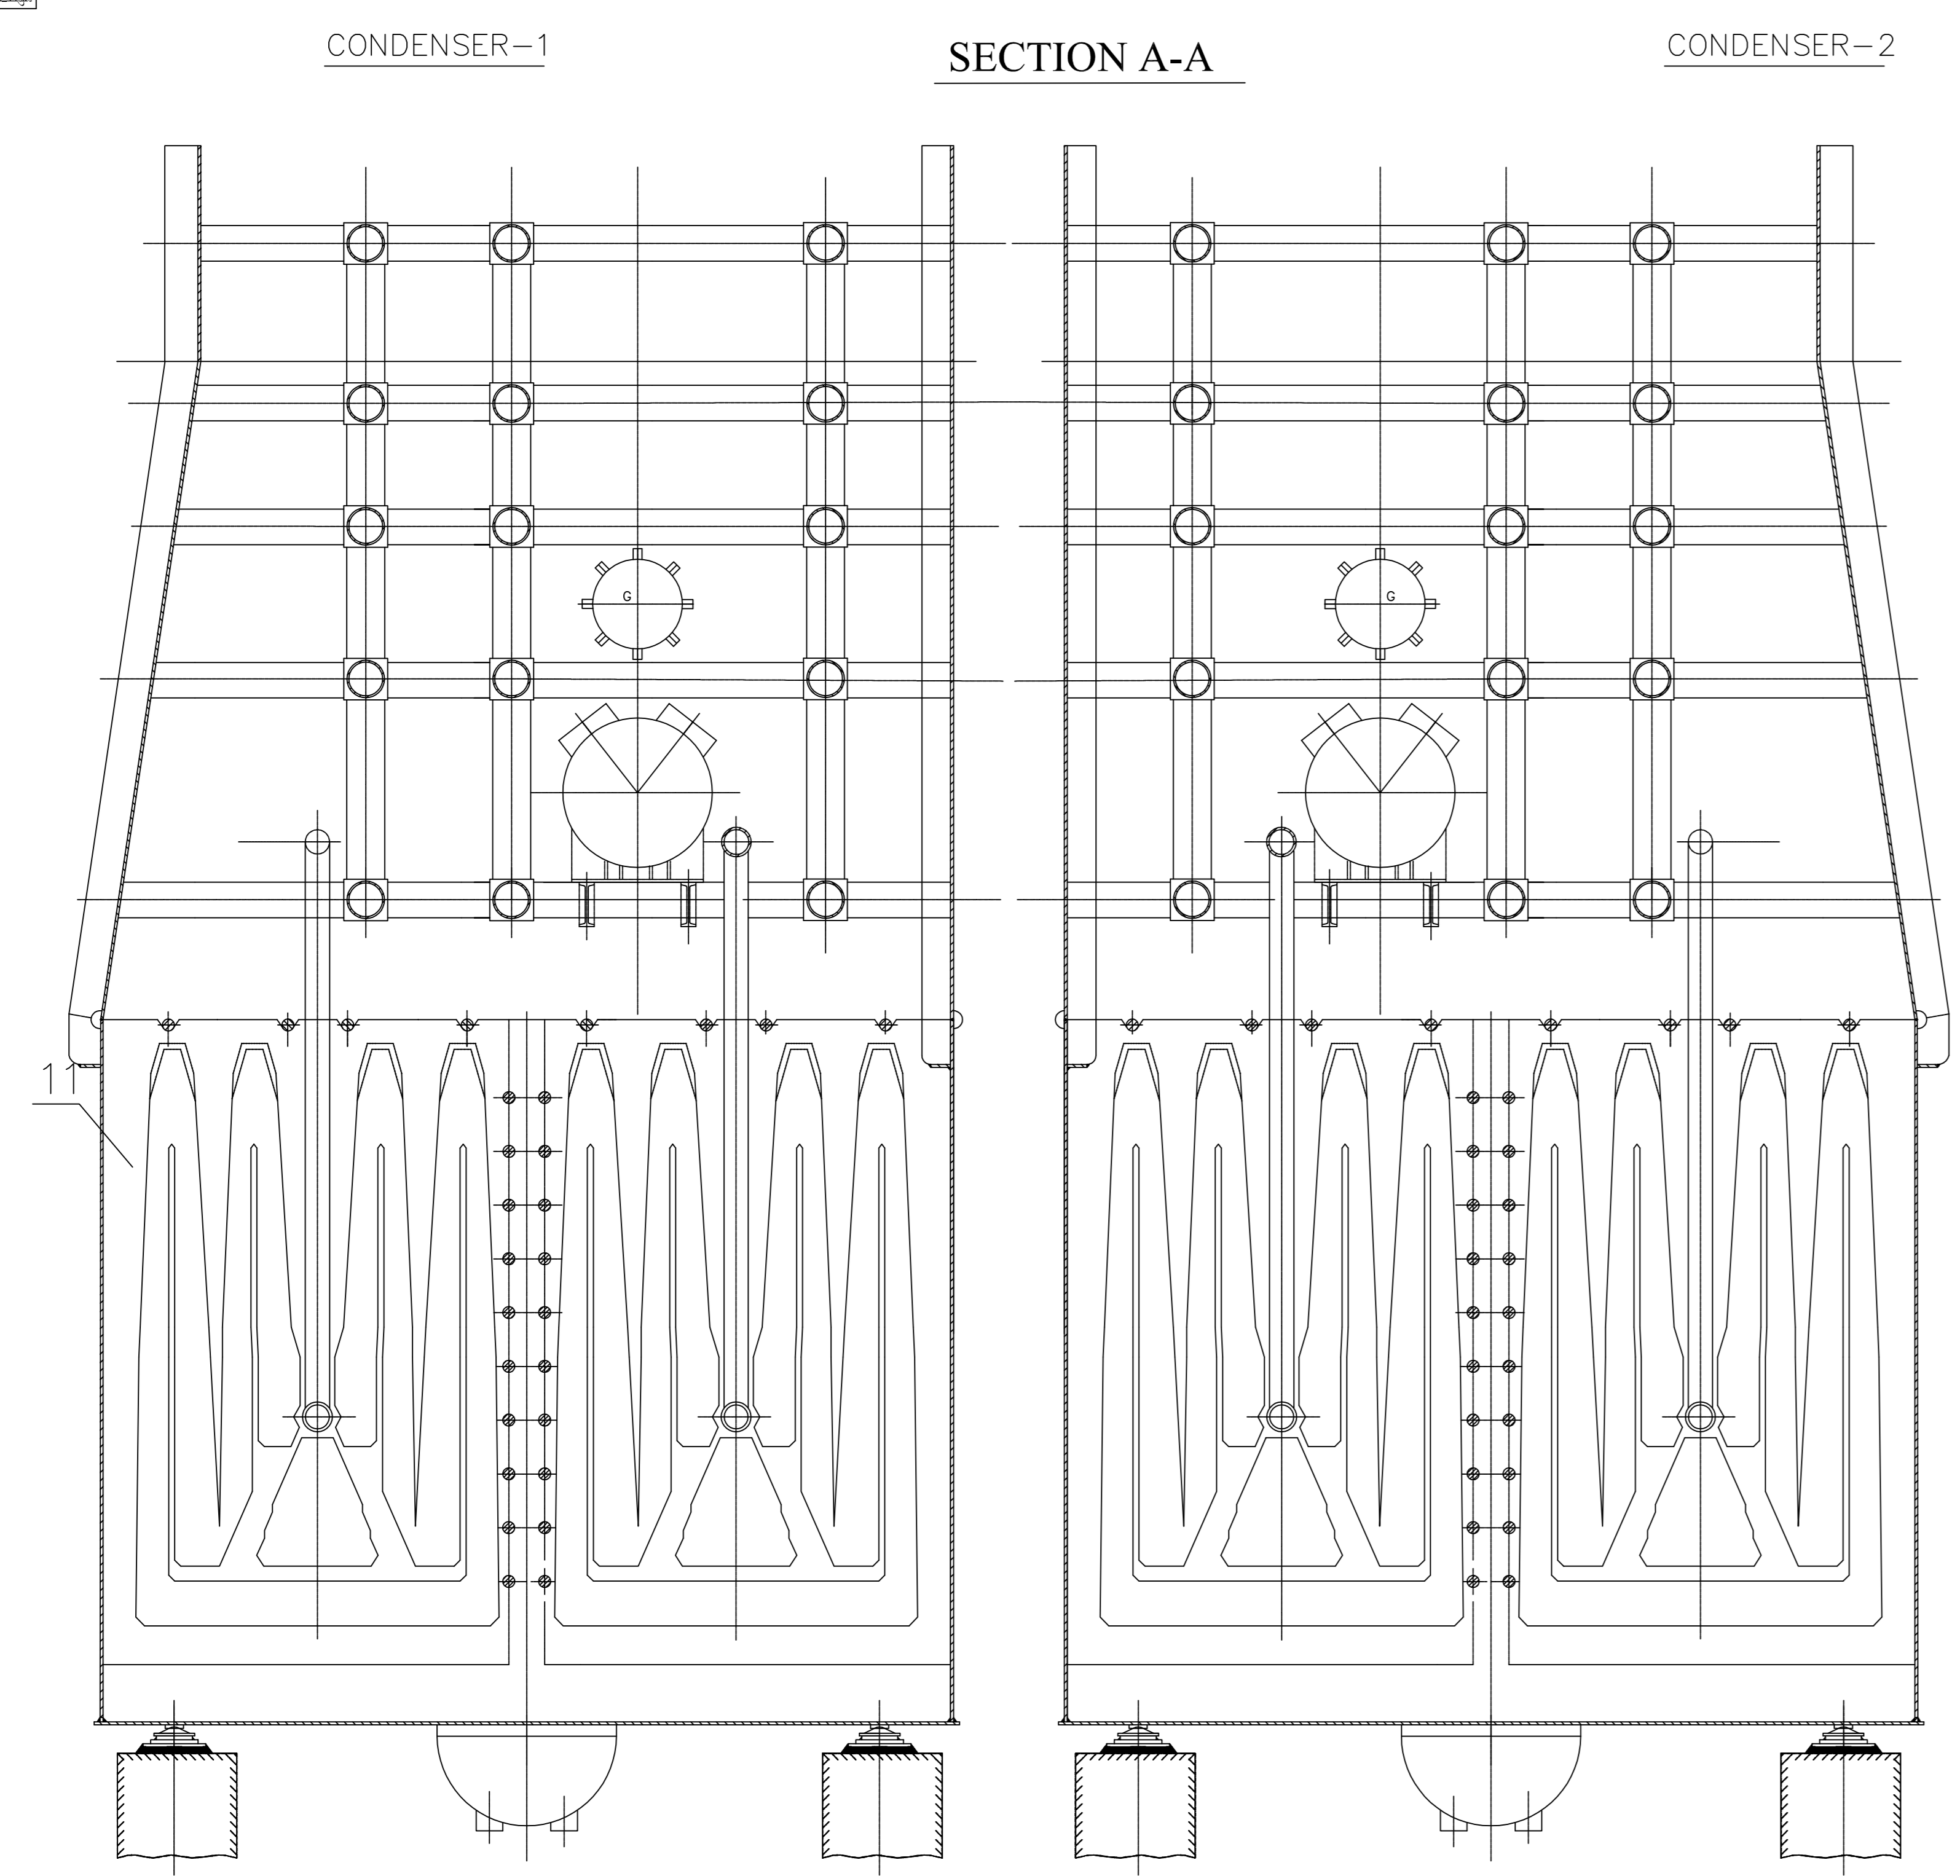 CONDENSER-1
SECTION A-A
CONDENSER-2
G
G
11